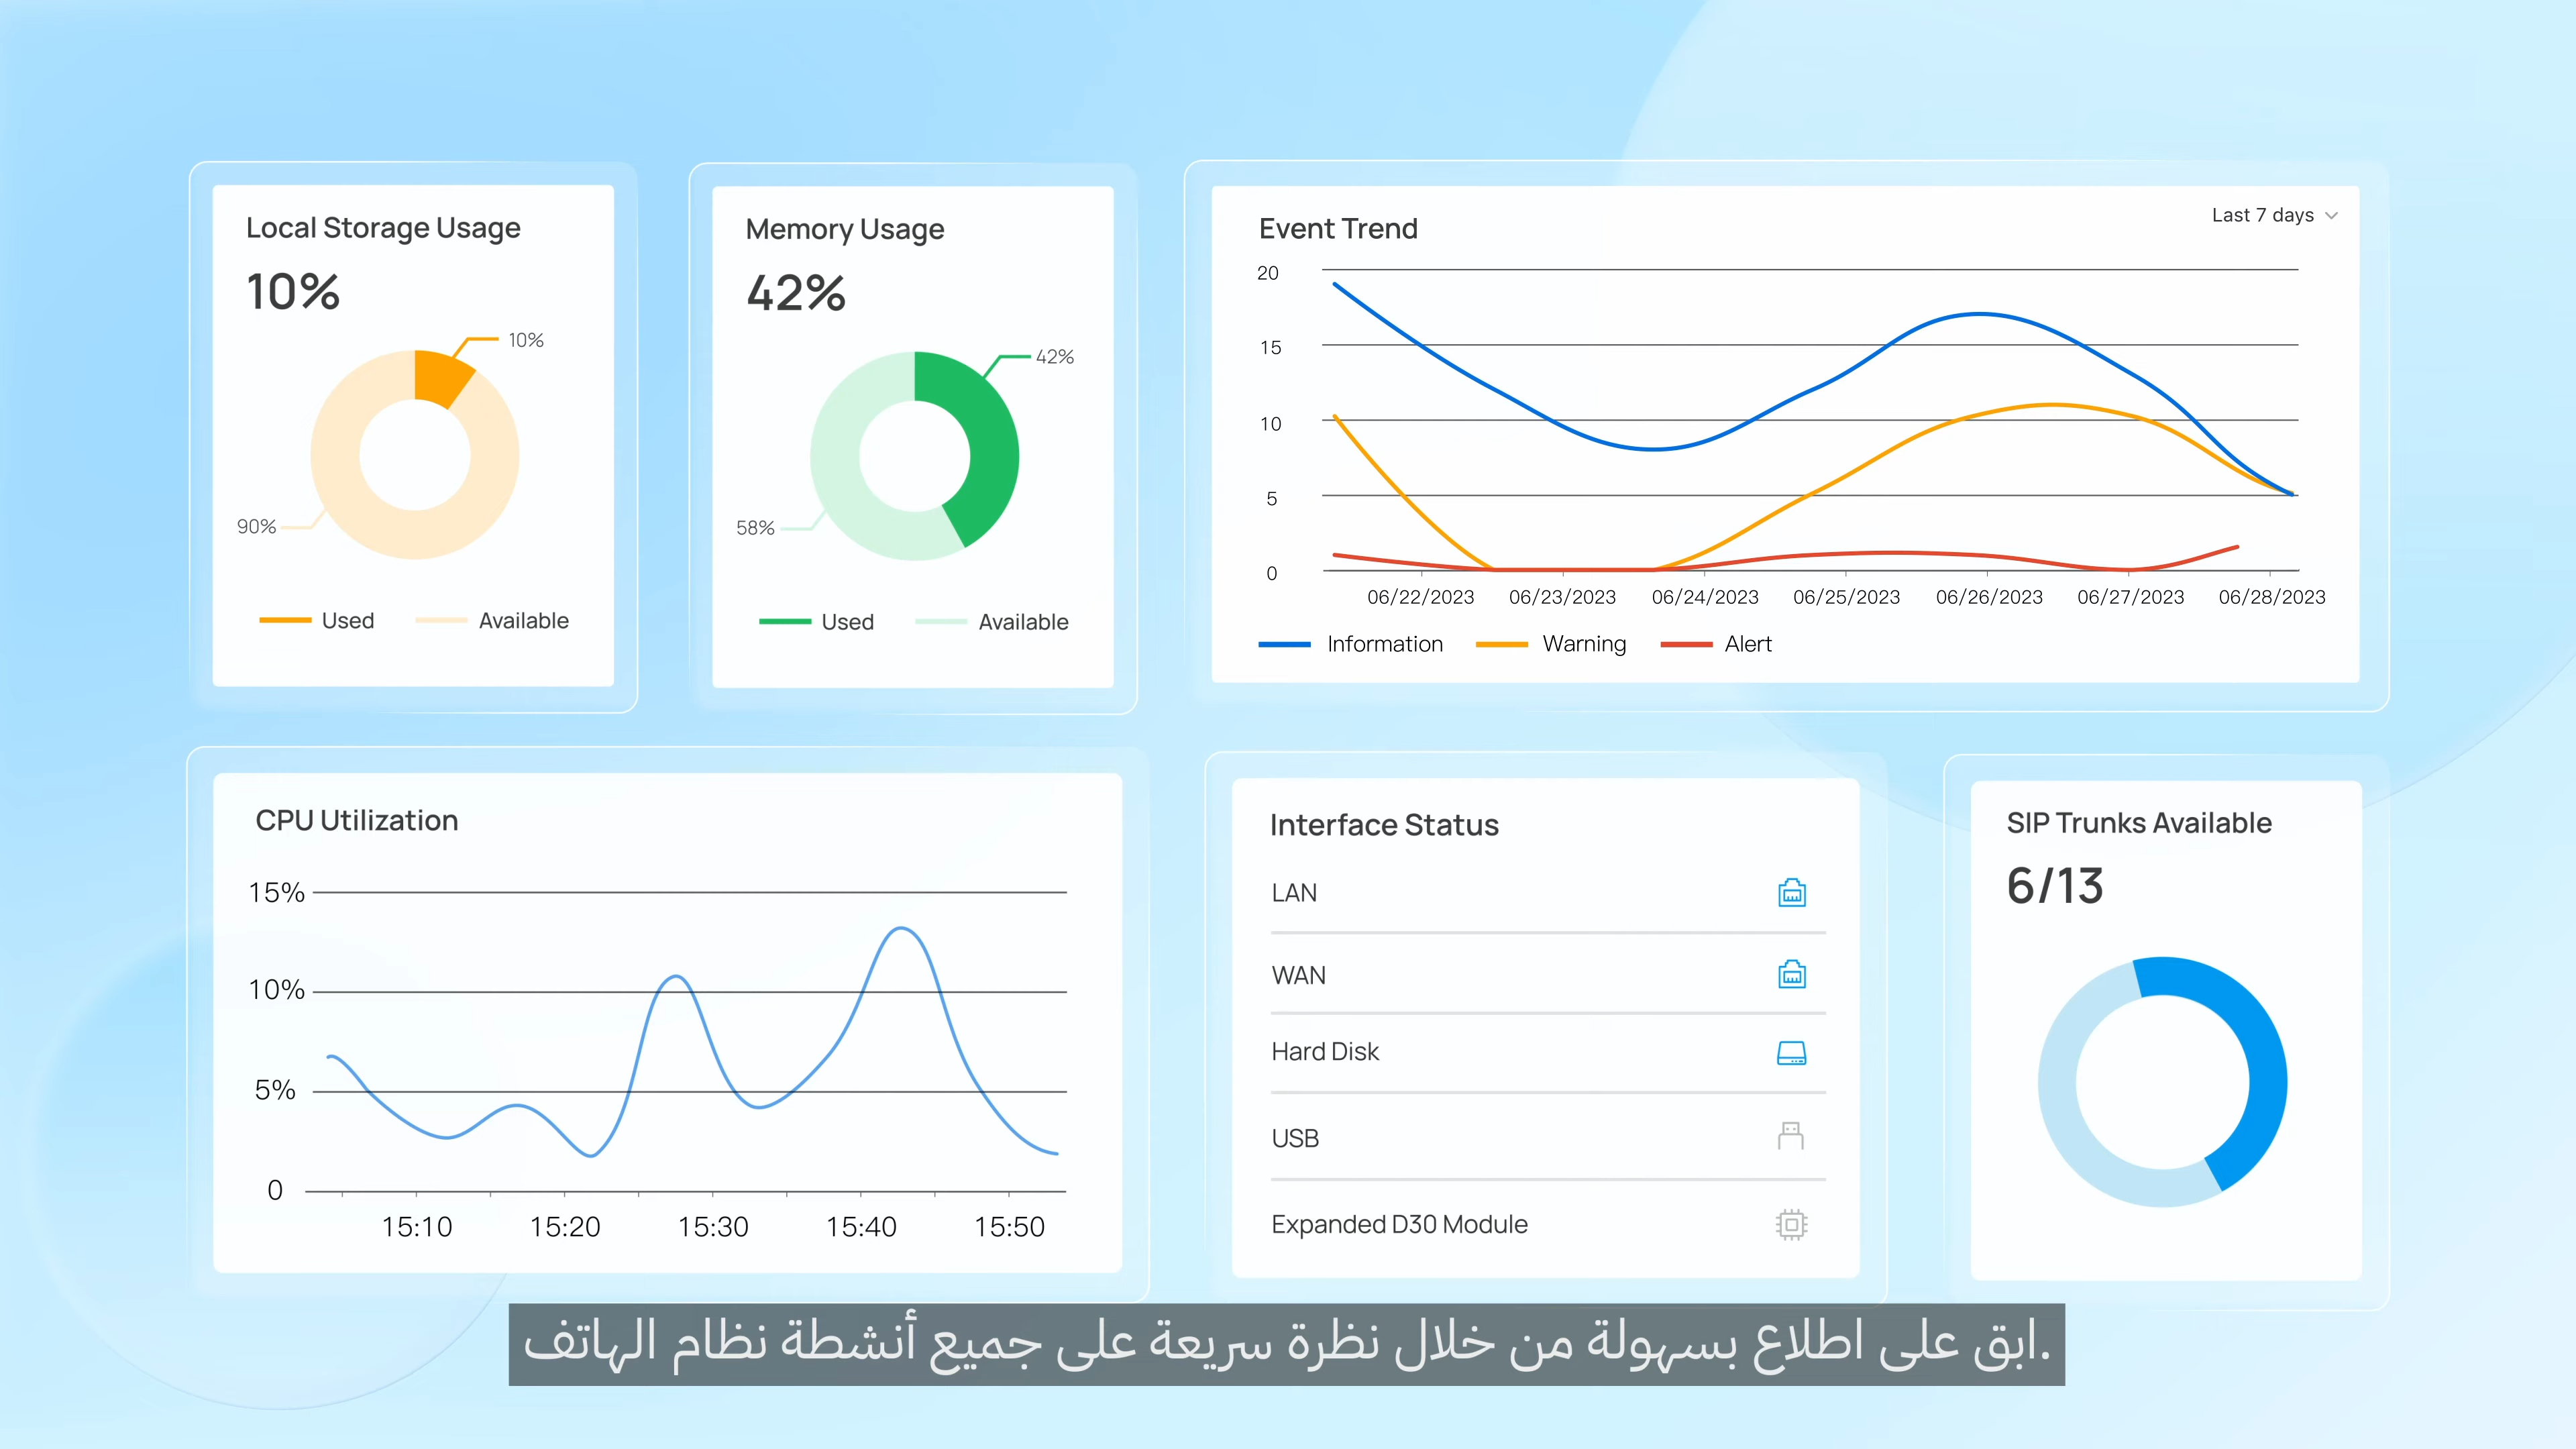 Local Storage Usage
10%
10%
90%
Used Available
Memory Usage
42%
42%
58%
Used Available
Event Trend
Last 7 days
20
15
10
5
0
06/22/2023 06/23/2023 06/24/2023 06/25/2023 06/26/2023 06/27/2023 06/28/2023
Information Warning Alert
CPU Utilization
15%
10%
5%
0
15:10 15:20 15:30 15:40 15:50
Interface Status
LAN
WAN
Hard Disk
USB
Expanded D30 Module
SIP Trunks Available
6/13
.ابق على اطلاع بسهولة من خلال نظرة سريعة على جميع أنشطة نظام الهاتف